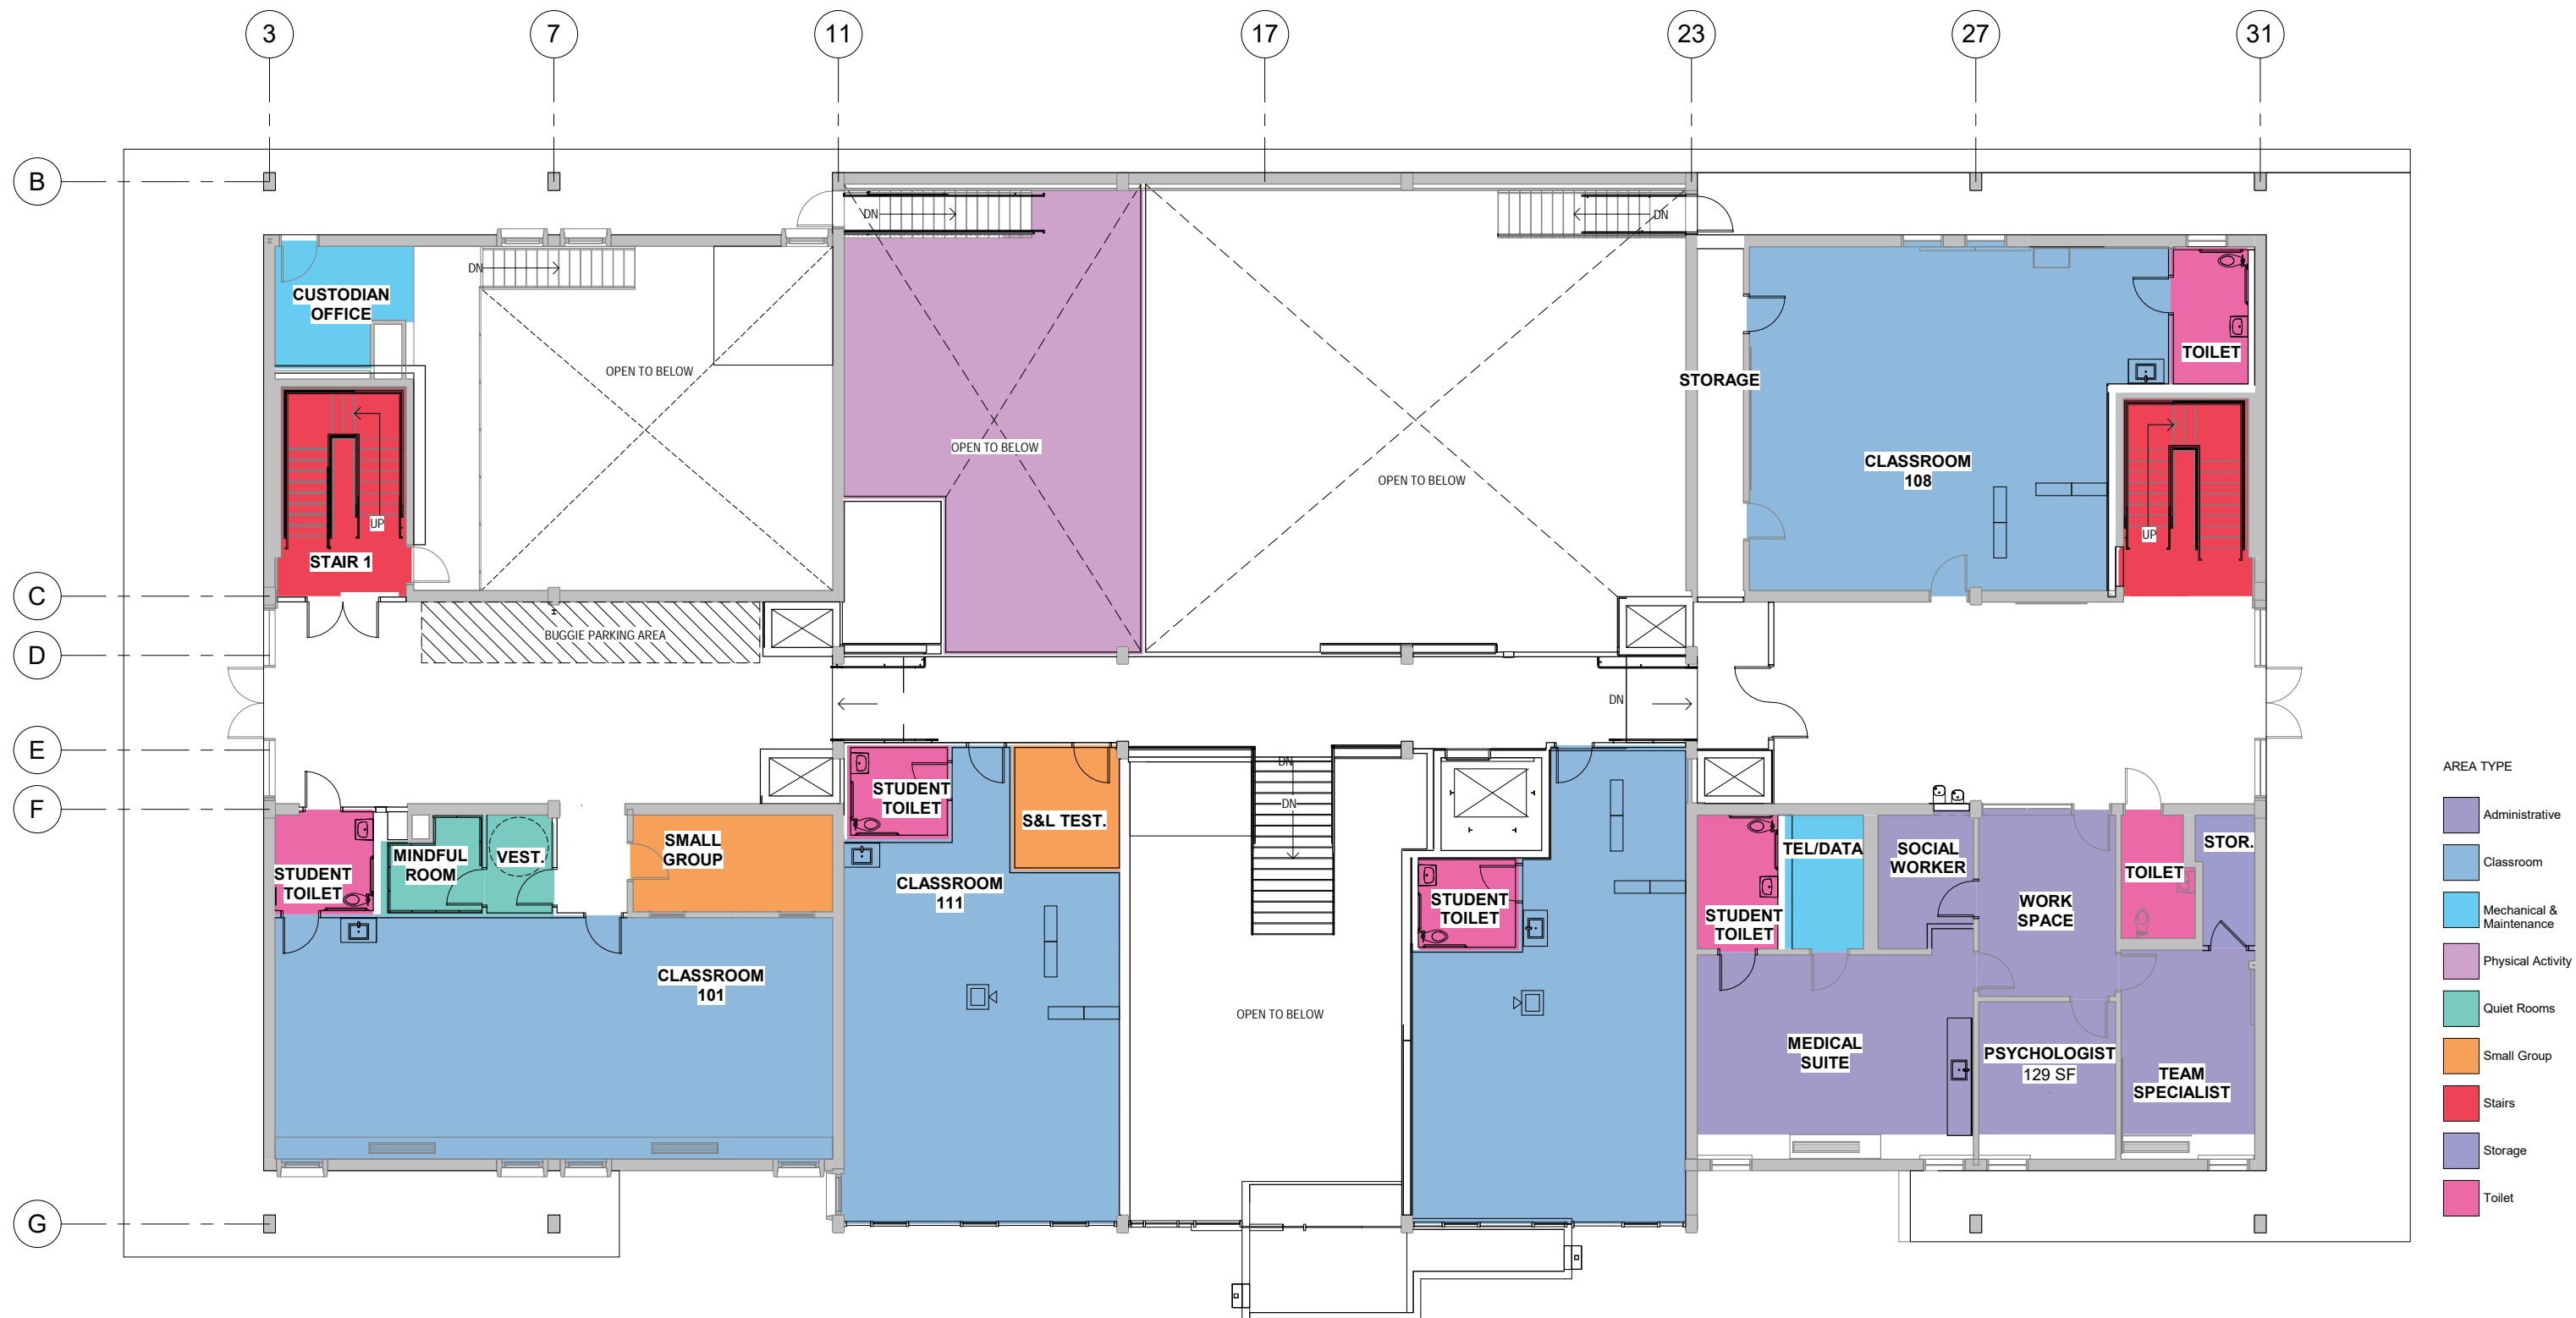 3
7
11
17
23
27
31
B
C
D
E
F
G
DN
DN
DN
CUSTODIAN
OFFICE
OPEN TO BELOW
OPEN TO BELOW
OPEN TO BELOW
STORAGE
TOILET
CLASSROOM
108
UP
STAIR 1
UP
BUGGIE PARKING AREA
DN
DN
DN
STUDENT
TOILET
S&L TEST.
SMALL
GROUP
MINDFUL
ROOM
VEST.
STUDENT
TOILET
CLASSROOM
111
STUDENT
TOILET
TEL/DATA
SOCIAL
WORKER
STOR.
TOILET
WORK
SPACE
STUDENT
TOILET
CLASSROOM
101
OPEN TO BELOW
MEDICAL
SUITE
PSYCHOLOGIST
129 SF
TEAM
SPECIALIST
AREA TYPE
Administrative
Classroom
Mechanical &
Maintenance
Physical Activity
Quiet Rooms
Small Group
Stairs
Storage
Toilet